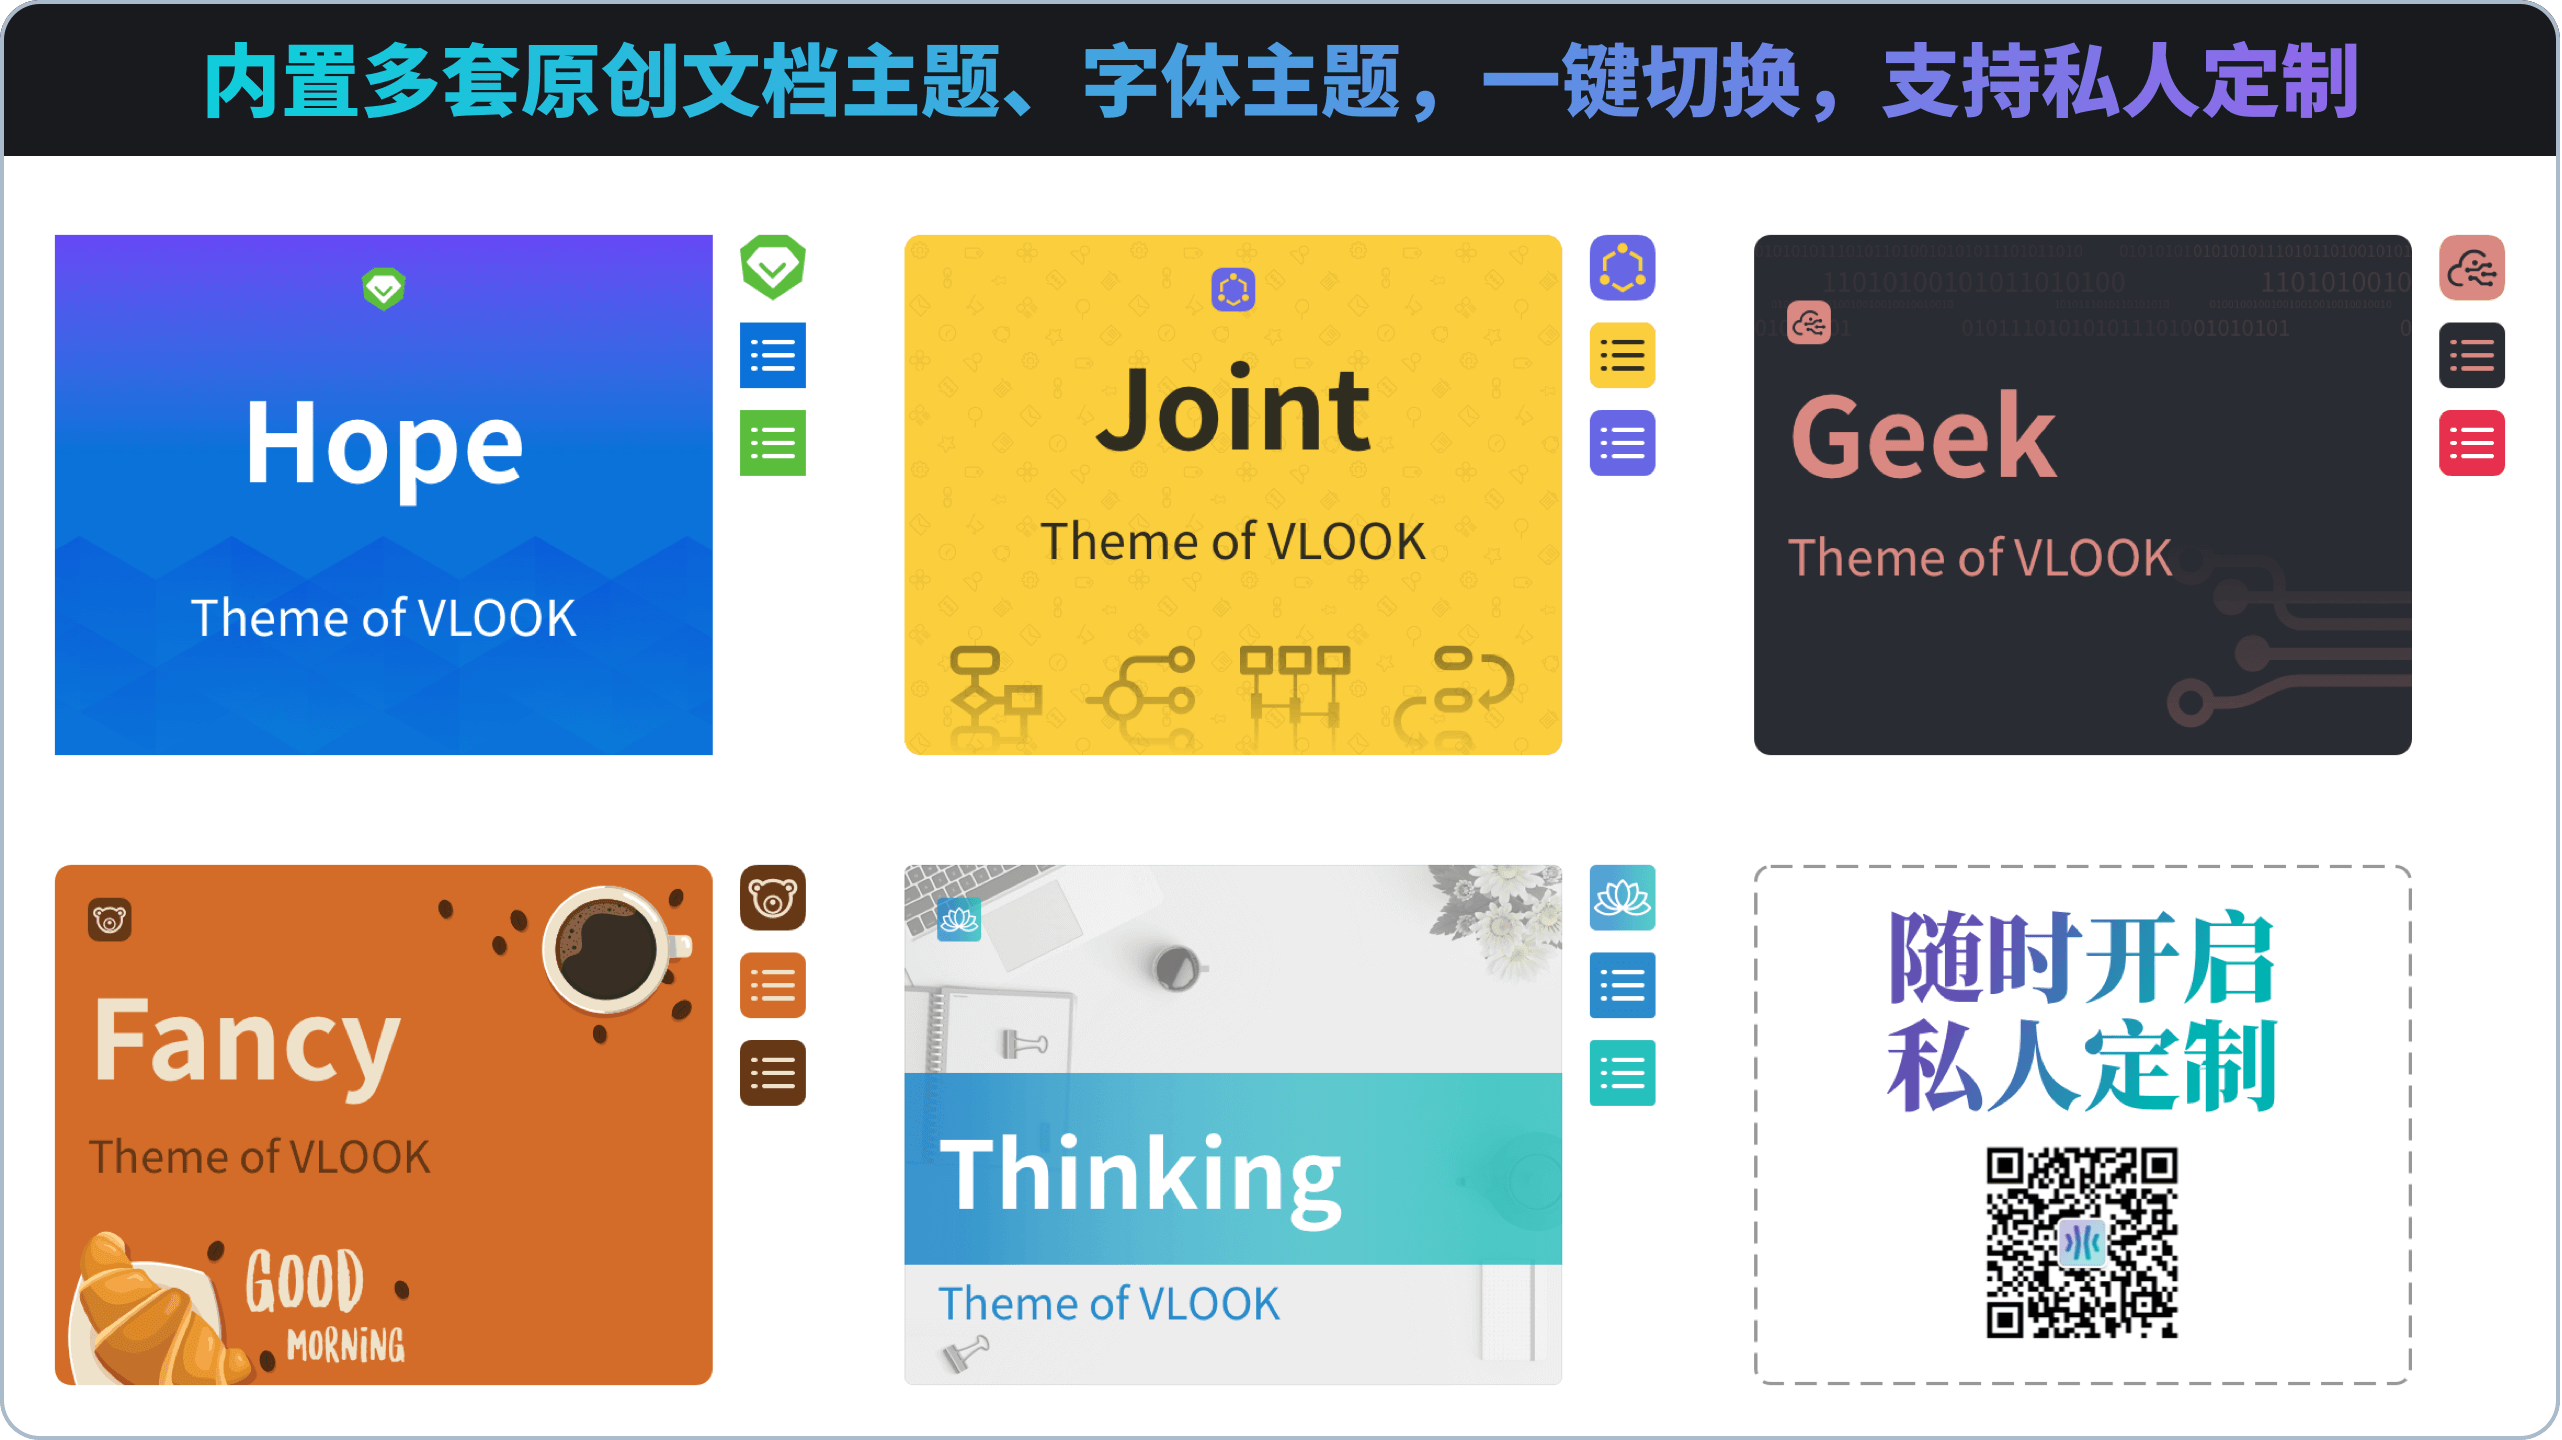 内置多套原创文档主题、字体主题，一键切换，支持私人定制
Hope
Theme of VLOOK
Joint
Theme of VLOOK
11010100101011010100
1101010010
Geek
Theme of VLOOK
Fancy
Theme of VLOOK
GOOD
MORNING
Thinking
Theme of VLOOK
随时开启
私人定制